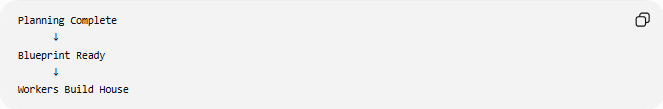 Planning Complete
↓
Blueprint Ready
↓
Workers Build House